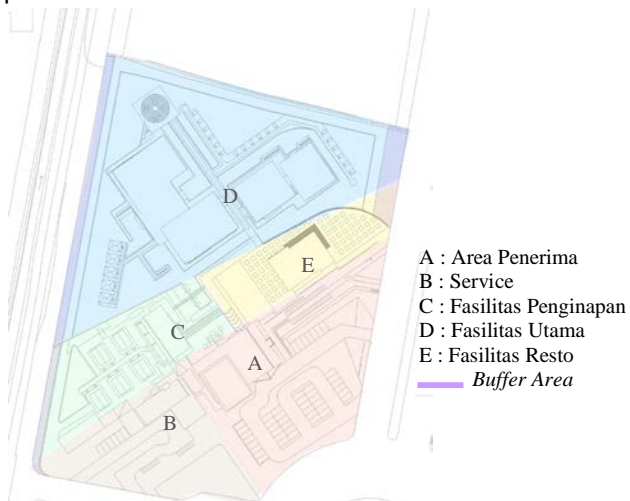 D
E
C
A
B
A : Area Penerima
B : Service
C : Fasilitas Penginapan
D : Fasilitas Utama
E : Fasilitas Resto
Buffer Area